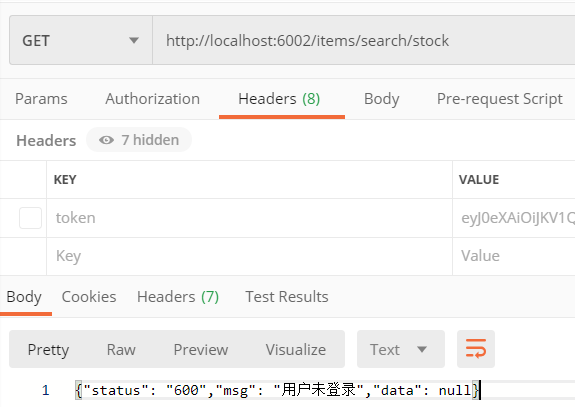 GET http://localhost:6002/items/search/stock
Params Authorization Headers (8) Body Pre-request Script
Headers 7 hidden
KEY VALUE
token eyJ0eXAiOiJKV1Q
Key Value
Body Cookies Headers (7) Test Results
Pretty Raw Preview Visualize Text
1 {"status": "600","msg": "用户未登录","data": null}